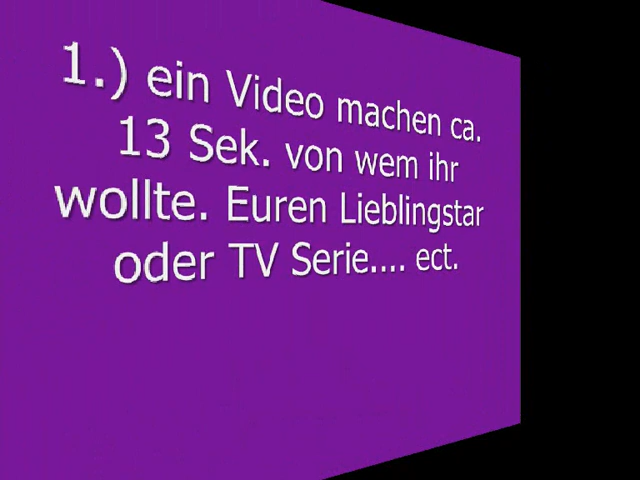 1.) ein Video machen ca.
13 Sek. von wem ihr
wollte. Euren Lieblingstar
oder TV Serie.... ect.